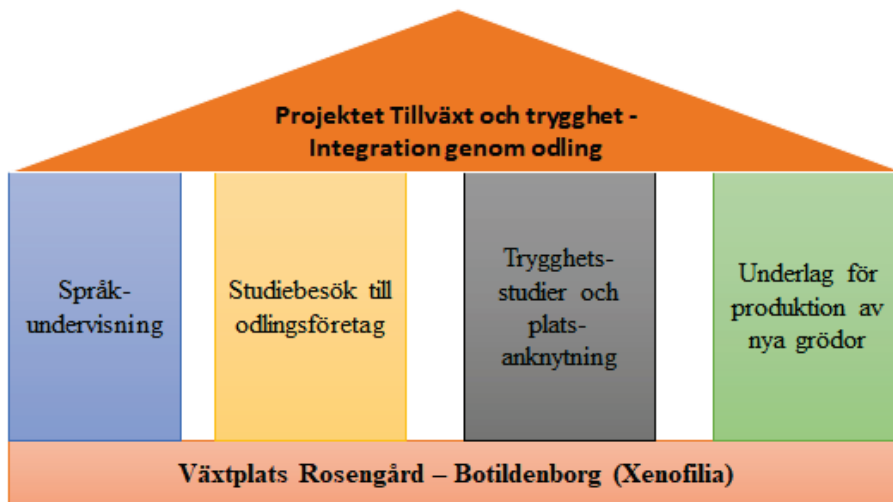 Projektet Tillväxt och trygghet -
Integration genom odling
Språk-
undervisning
Studiebesök till
odlingsföretag
Trygghets-
studier och
plats-
anknytning
Underlag för
produktion av
nya grödor
Växtplats Rosengård – Botildenborg (Xenofilia)